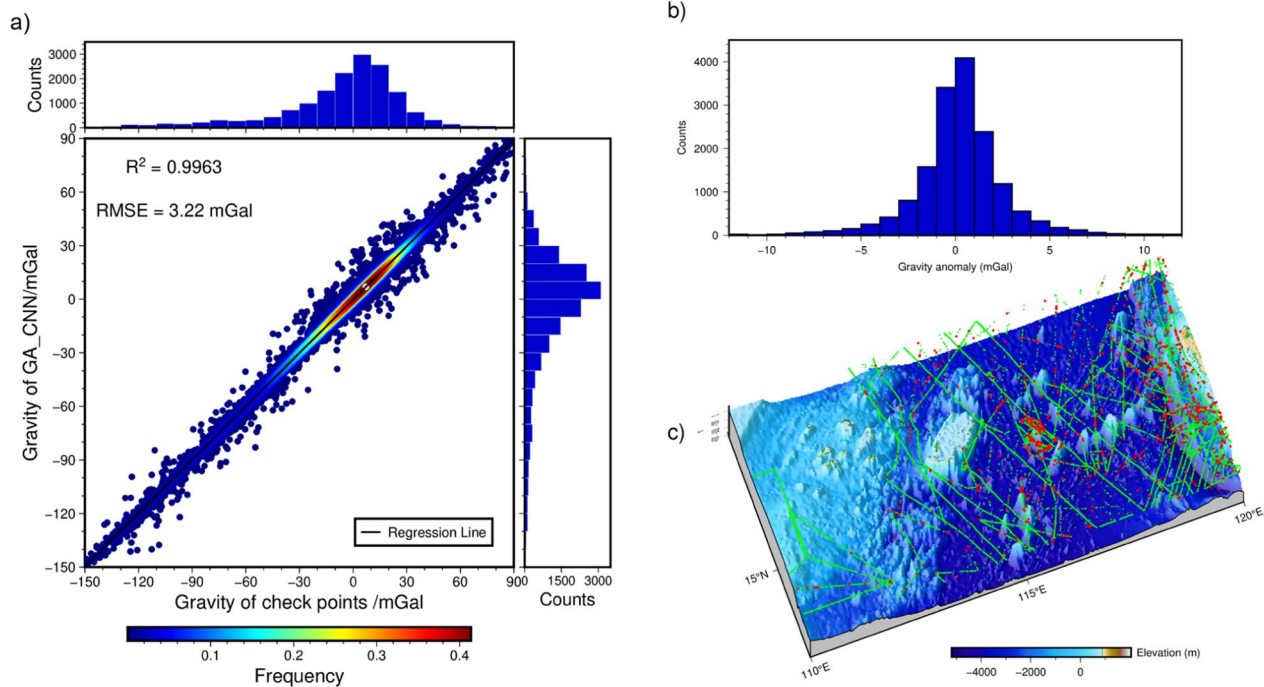 a)
Counts
3000
2000
1000
0
R² = 0.9963
RMSE = 3.22 mGal
Gravity of GA_CNN/mGal
90
60
30
0
−30
−60
−90
−120
−150
Regression Line
−150 −120 −90 −60 −30 0 30 60 90
Gravity of check points /mGal
0 1500 3000
Counts
0.1 0.2 0.3 0.4
Frequency
b)
Counts
4000
3000
2000
1000
0
−10 −5 0 5 10
Gravity anomaly (mGal)
c)
15°N
110°E
115°E
120°E
Elevation (m)
−4000 −2000 0